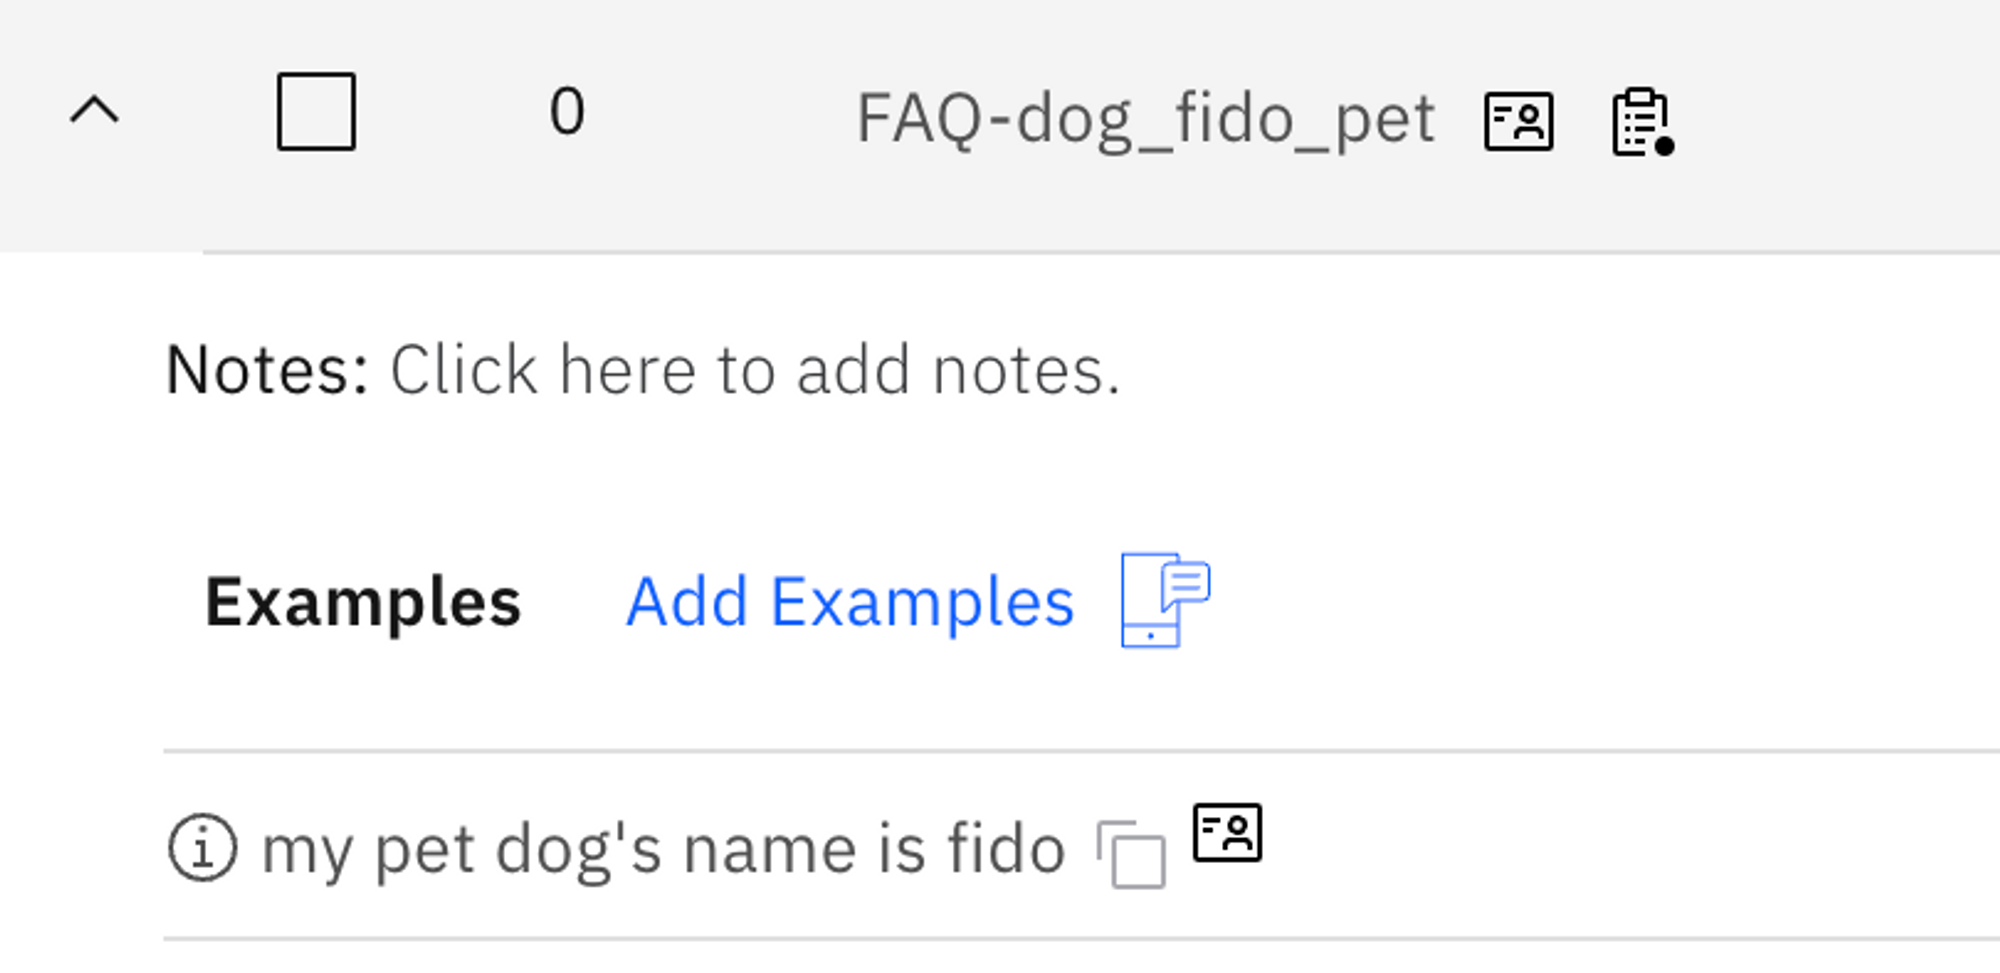 0 FAQ-dog_fido_pet
Notes: Click here to add notes.
Examples Add Examples
my pet dog's name is fido